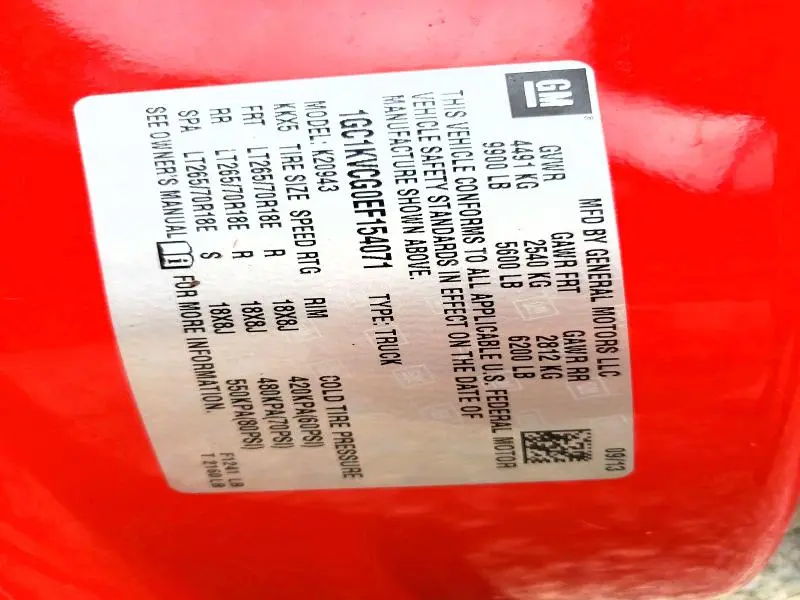 GM®
MFD BY GENERAL MOTORS LLC 09/13
GVWR GAWR FRT GAWR RR
4491 KG 2540 KG 2812 KG
9900 LB 5600 LB 6200 LB
THIS VEHICLE CONFORMS TO ALL APPLICABLE U.S. FEDERAL MOTOR
VEHICLE SAFETY STANDARDS IN EFFECT ON THE DATE OF
MANUFACTURE SHOWN ABOVE.
1GC1KVCG0EF154071 TYPE: TRUCK
MODEL: K20943
KKX5 TIRE SIZE SPEED RTG RIM COLD TIRE PRESSURE
FRT LT265/70R18E R 18X8J 420KPA(60PSI)
RR LT265/70R18E R 18X8J 480KPA(70PSI)
SPA LT265/70R18E S 18X8J 550KPA(80PSI)
SEE OWNER'S MANUAL i FOR MORE INFORMATION.
F1241 LB
T 2160 LB